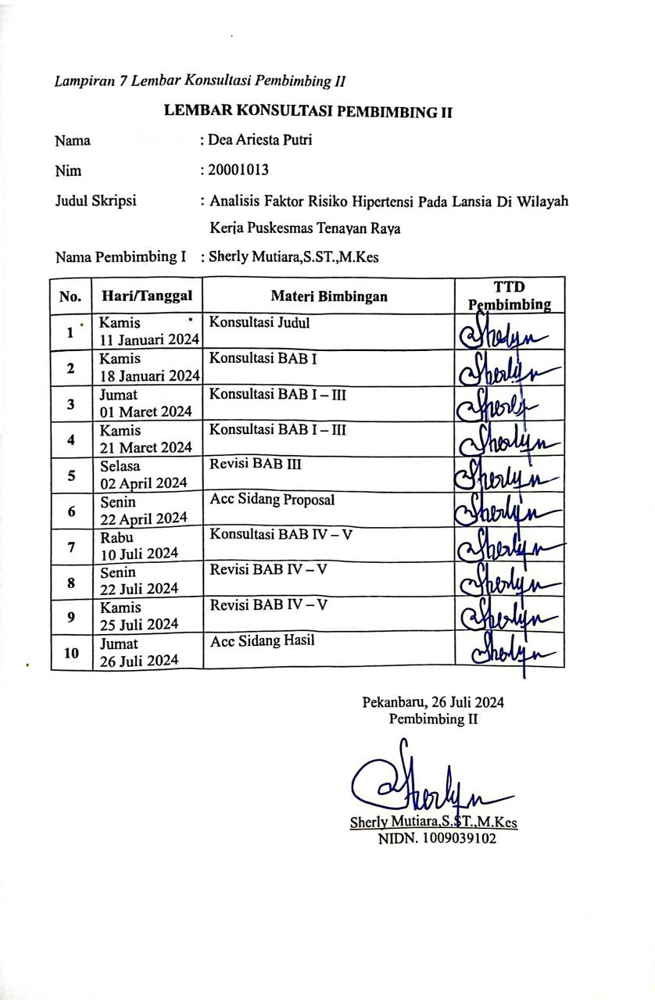 Lampiran 7 Lembar Konsultasi Pembimbing II
LEMBAR KONSULTASI PEMBIMBING II
Nama : Dea Ariesta Putri
Nim : 20001013
Judul Skripsi : Analisis Faktor Risiko Hipertensi Pada Lansia Di Wilayah
Kerja Puskesmas Tenayan Raya
Nama Pembimbing I : Sherly Mutiara,S.ST.,M.Kes
No. Hari/Tanggal Materi Bimbingan TTD Pembimbing
1 Kamis 11 Januari 2024 Konsultasi Judul Sherlyn
2 Kamis 18 Januari 2024 Konsultasi BAB I Sherlyn
3 Jumat 01 Maret 2024 Konsultasi BAB I – III Sherly
4 Kamis 21 Maret 2024 Konsultasi BAB I – III Sherlyn
5 Selasa 02 April 2024 Revisi BAB III Sherlyn
6 Senin 22 April 2024 Acc Sidang Proposal Sherlyn
7 Rabu 10 Juli 2024 Konsultasi BAB IV – V Sherlyn
8 Senin 22 Juli 2024 Revisi BAB IV – V Sherlyn
9 Kamis 25 Juli 2024 Revisi BAB IV – V Sherlyn
10 Jumat 26 Juli 2024 Acc Sidang Hasil Sherlyn
Pekanbaru, 26 Juli 2024
Pembimbing II
Sherlyn
Sherly Mutiara,S.ST.,M.Kes
NIDN. 1009039102